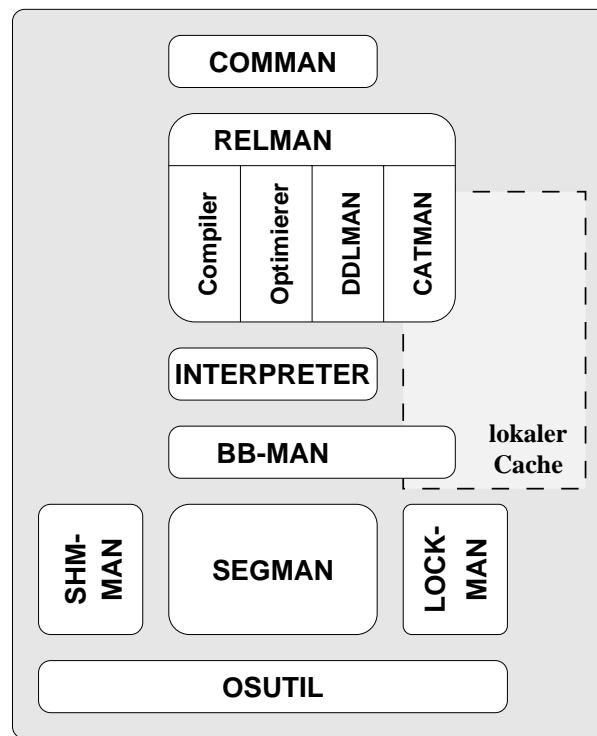 COMMAN
RELMAN
Compiler
Optimierer
DDLMAN
CATMAN
INTERPRETER
BB-MAN
lokaler
Cache
SHM-
MAN
SEGMAN
LOCK-
MAN
OSUTIL